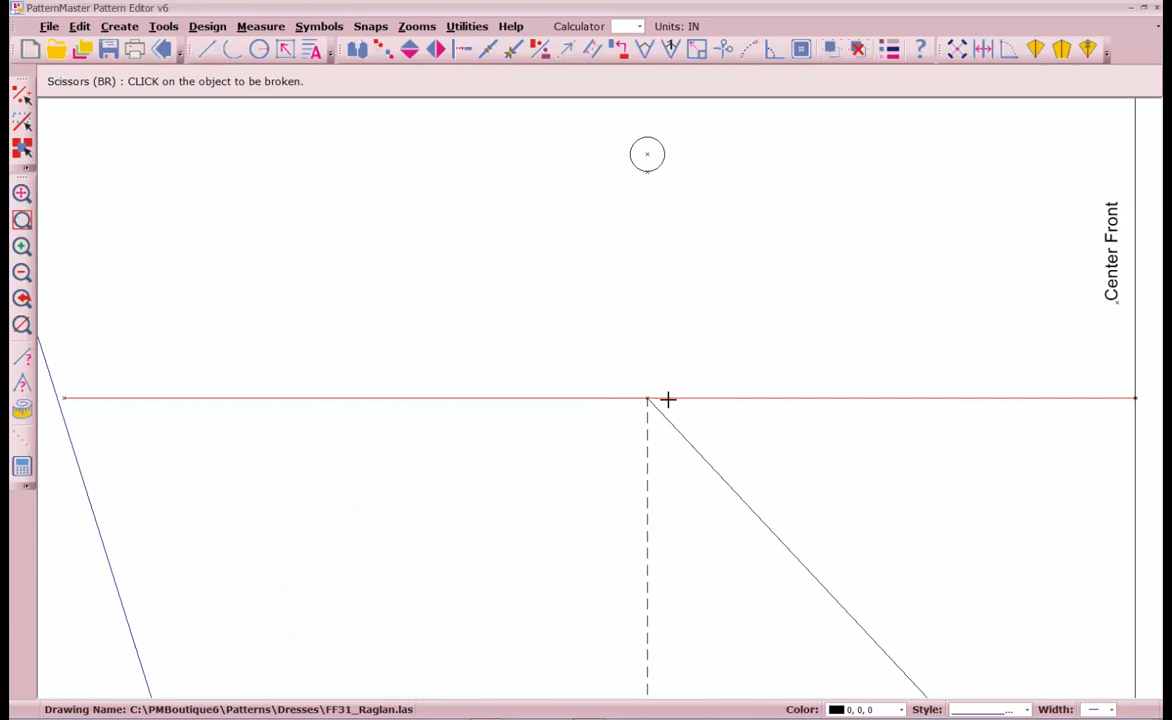 PatternMaster Pattern Editor v6
File Edit Create Tools Design Measure Symbols Snaps Zooms Utilities Help Calculator Units: IN
Scissors (BR) : CLICK on the object to be broken.
Center Front
Drawing Name: C:\PMBoutique6\Patterns\Dresses\FF31_Raglan.las Color: 0, 0, 0 Style: Width: